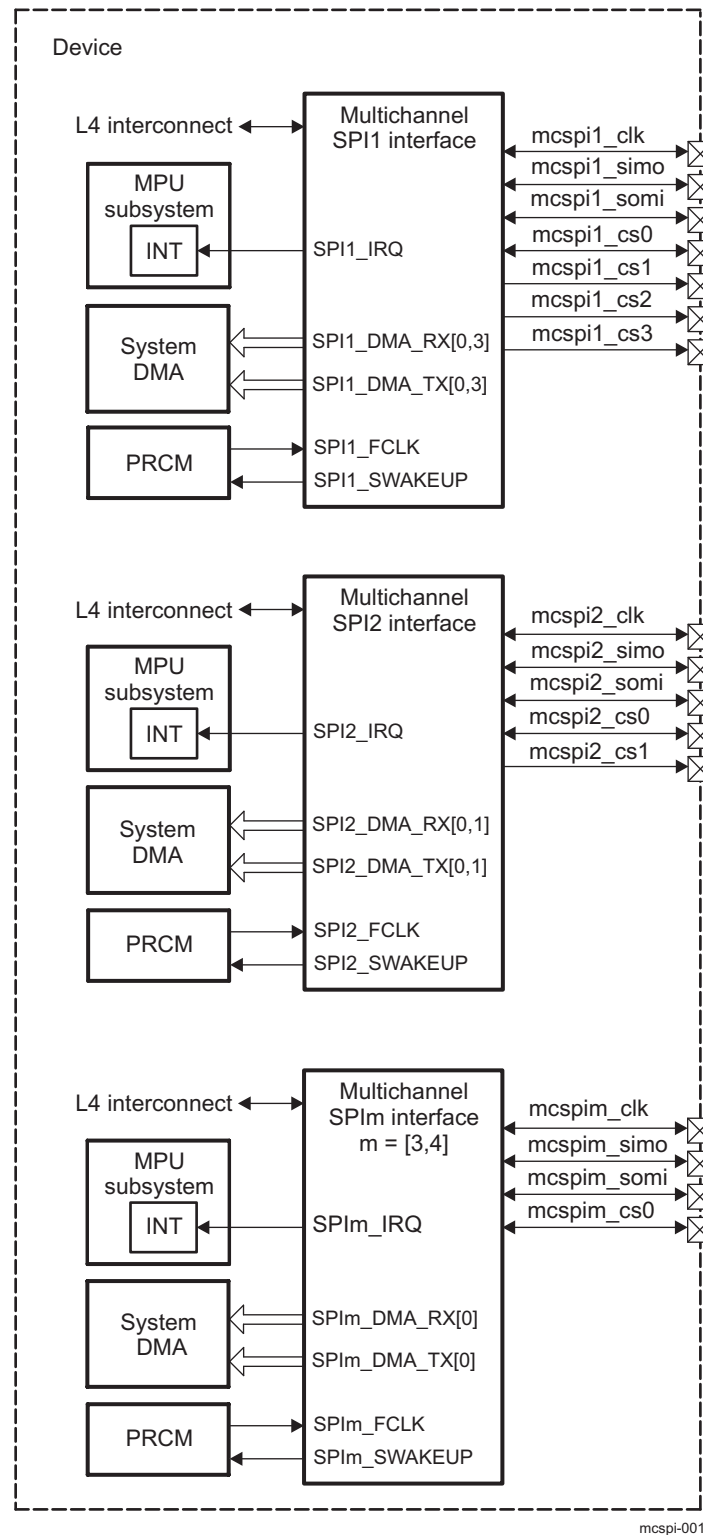 Device
L4 interconnect
Multichannel
SPI1 interface
mcspi1_clk
mcspi1_simo
mcspi1_somi
mcspi1_cs0
mcspi1_cs1
mcspi1_cs2
mcspi1_cs3
MPU
subsystem
INT
SPI1_IRQ
System
DMA
SPI1_DMA_RX[0,3]
SPI1_DMA_TX[0,3]
PRCM
SPI1_FCLK
SPI1_SWAKEUP
L4 interconnect
Multichannel
SPI2 interface
mcspi2_clk
mcspi2_simo
mcspi2_somi
mcspi2_cs0
mcspi2_cs1
MPU
subsystem
INT
SPI2_IRQ
System
DMA
SPI2_DMA_RX[0,1]
SPI2_DMA_TX[0,1]
PRCM
SPI2_FCLK
SPI2_SWAKEUP
L4 interconnect
Multichannel
SPIm interface
m = [3,4]
mcspim_clk
mcspim_simo
mcspim_somi
mcspim_cs0
MPU
subsystem
INT
SPIm_IRQ
System
DMA
SPIm_DMA_RX[0]
SPIm_DMA_TX[0]
PRCM
SPIm_FCLK
SPIm_SWAKEUP
mcspi-001